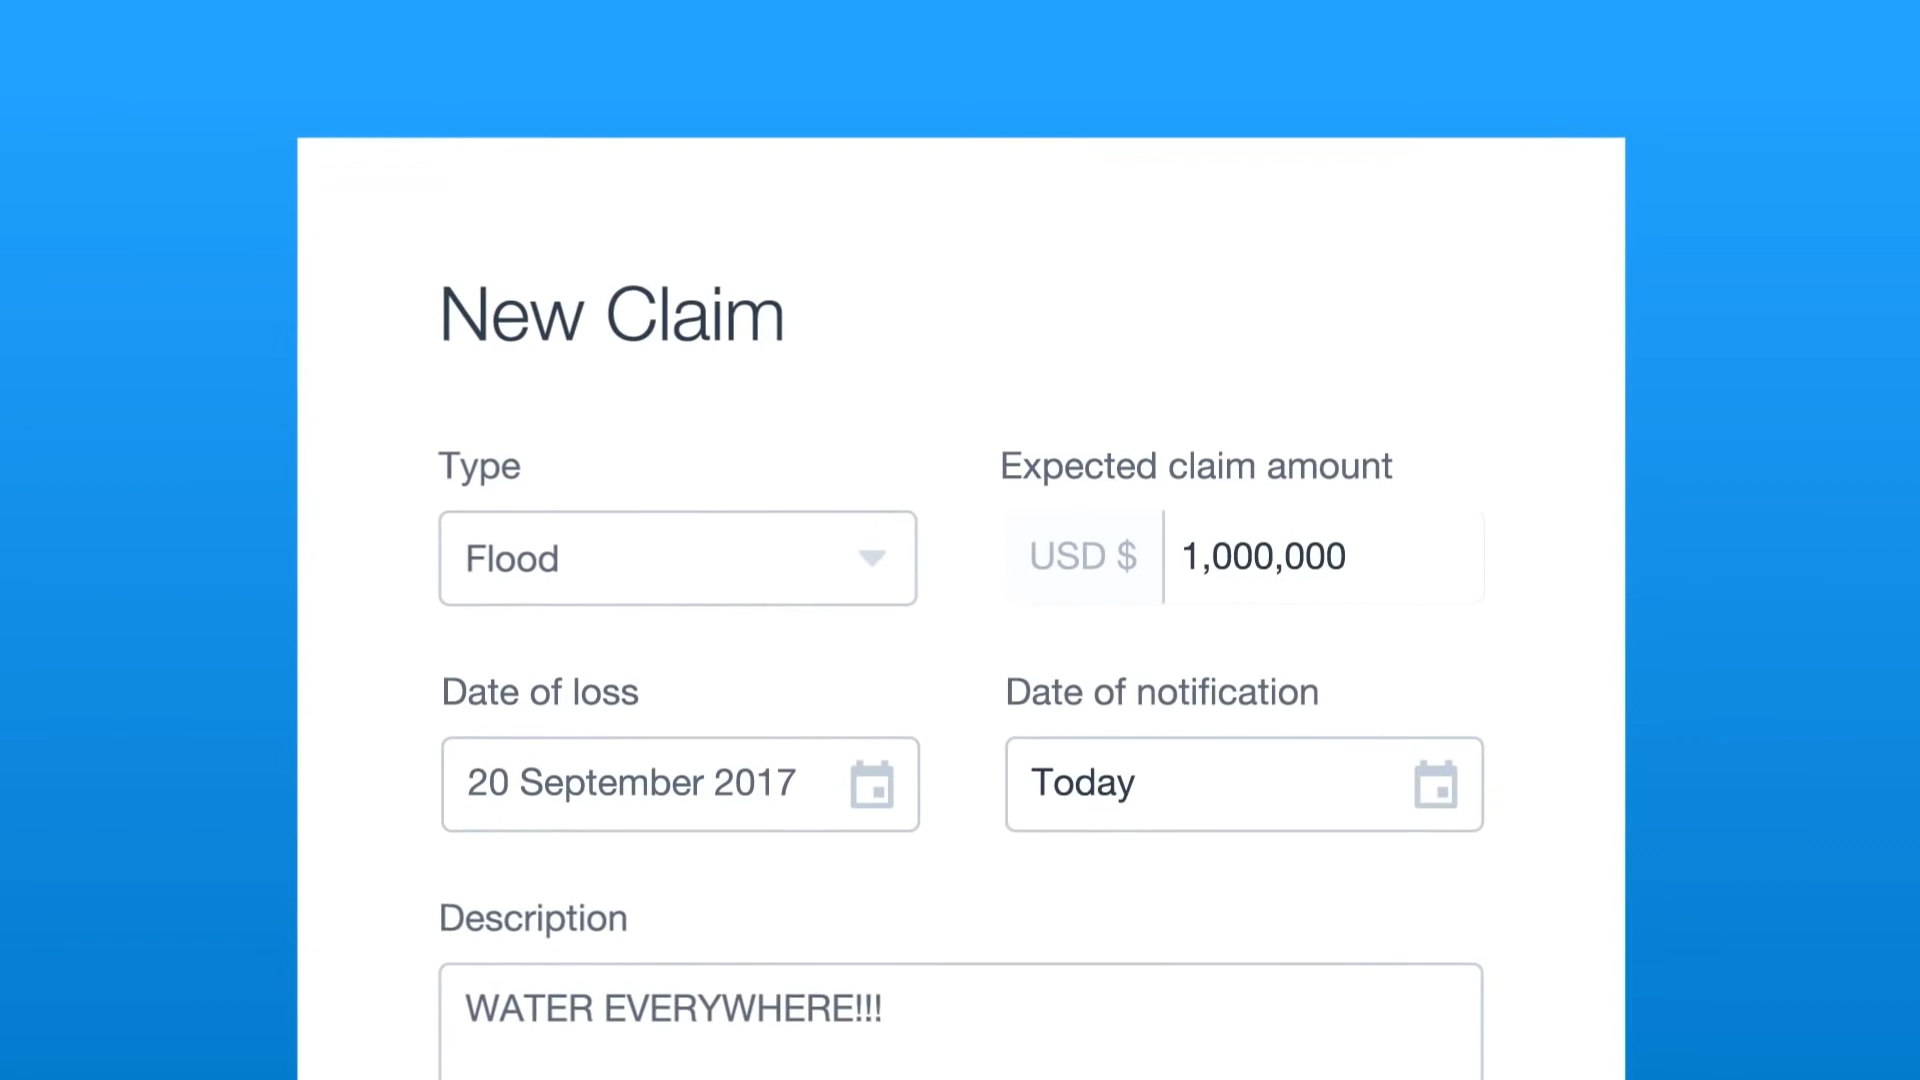 New Claim
Type
Expected claim amount
Flood
USD $ 1,000,000
Date of loss
Date of notification
20 September 2017
Today
Description
WATER EVERYWHERE!!!